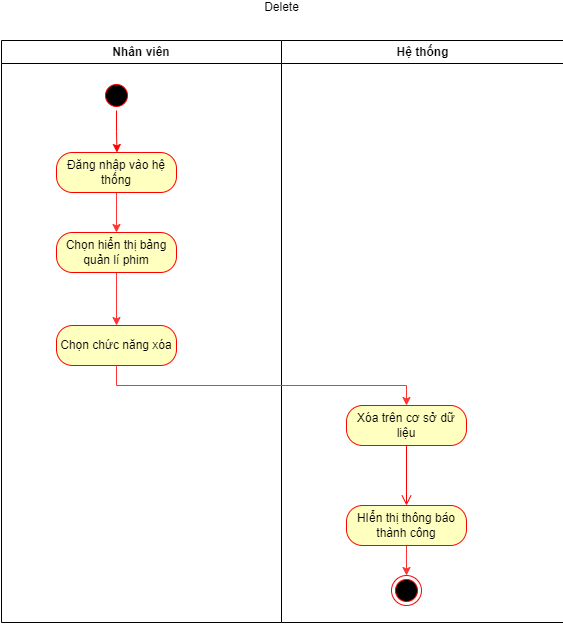 Delete
Nhân viên
Hệ thống
Đăng nhập vào hệ
thống
Chọn hiển thị bảng
quản lí phim
Chọn chức năng xóa
Xóa trên cơ sở dữ
liệu
HIển thị thông báo
thành công